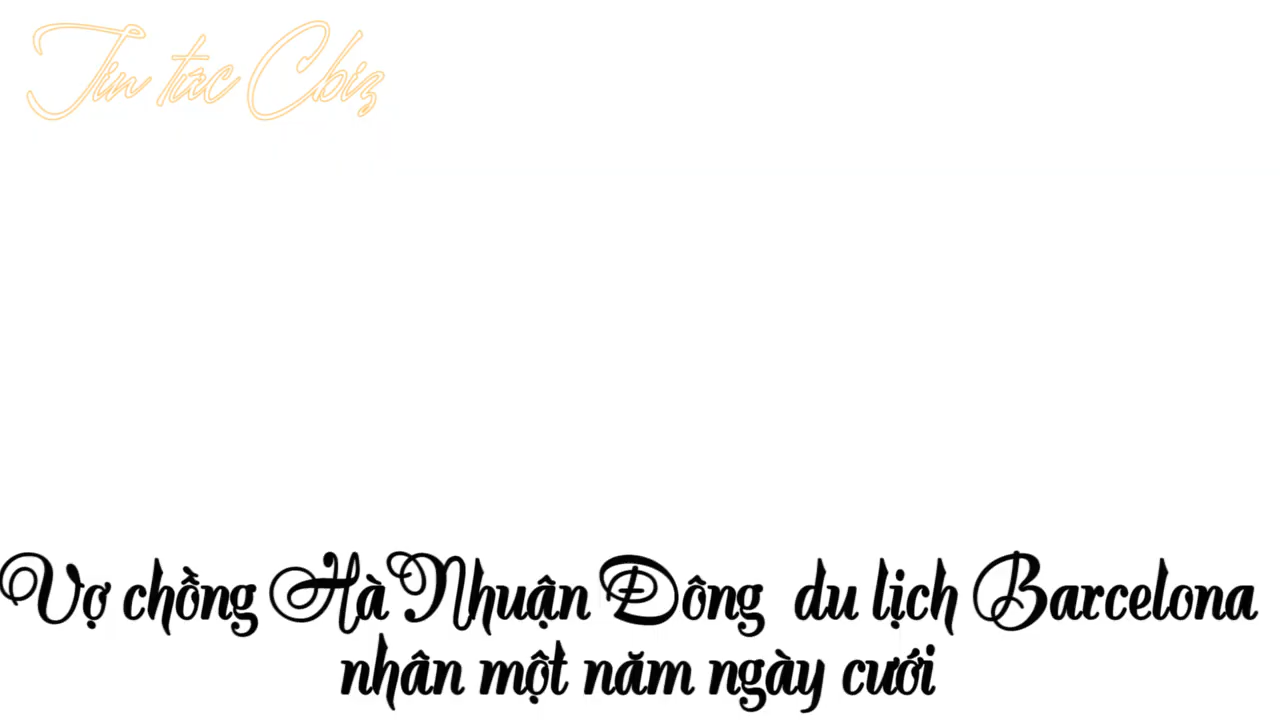 Tin tức Cbiz
Vợ chồng Hà Nhuận Đông du lịch Barcelona
nhân một năm ngày cưới